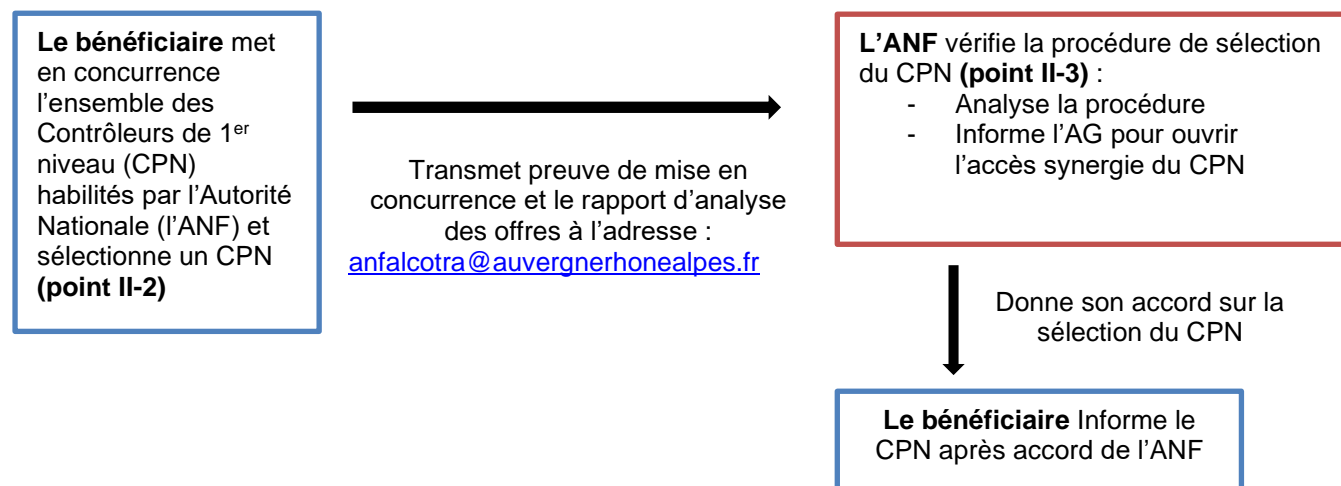 Le bénéficiaire met
en concurrence
l'ensemble des
Contrôleurs de 1er
niveau (CPN)
habilités par l'Autorité
Nationale (l'ANF) et
sélectionne un CPN
(point II-2)
Transmet preuve de mise en
concurrence et le rapport d'analyse
des offres à l'adresse :
anfalcotra@auvergnerhonealpes.fr
L'ANF vérifie la procédure de sélection
du CPN (point II-3) :
- Analyse la procédure
- Informe l'AG pour ouvrir
l'accès synergie du CPN
Donne son accord sur la
sélection du CPN
Le bénéficiaire Informe le
CPN après accord de l'ANF